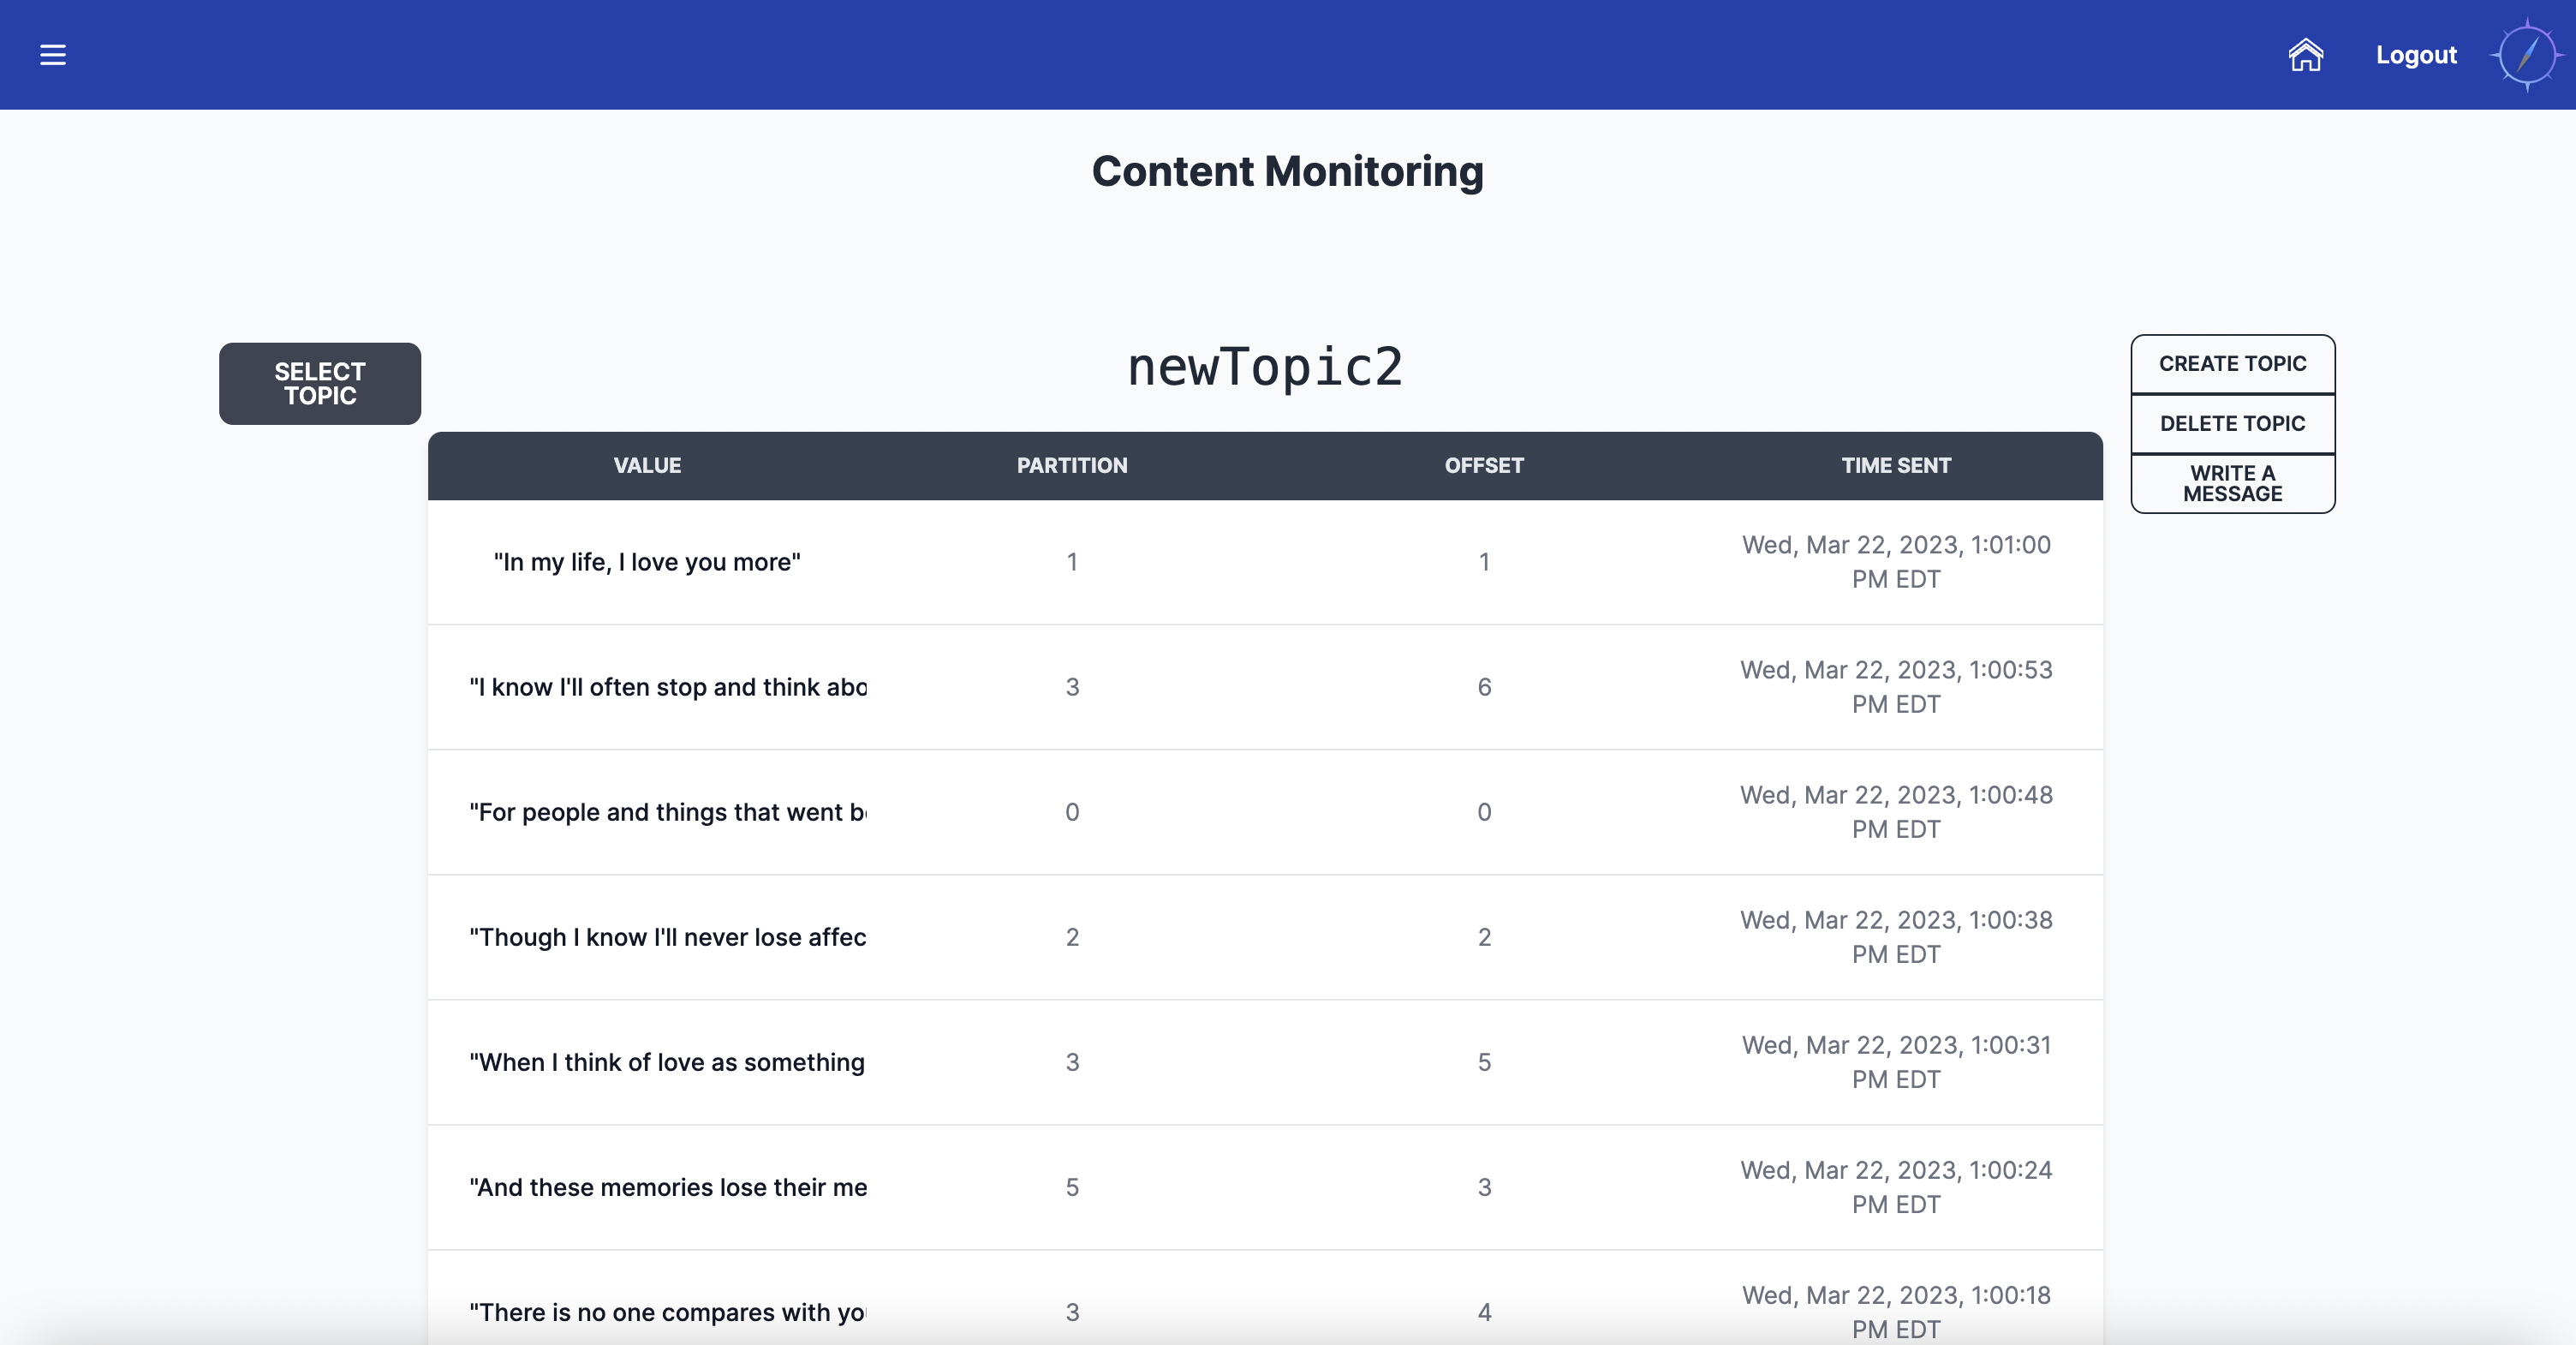 Logout
Content Monitoring
SELECT
TOPIC
newTopic2
CREATE TOPIC
DELETE TOPIC
WRITE A
MESSAGE
VALUE PARTITION OFFSET TIME SENT
"In my life, I love you more" 1 1 Wed, Mar 22, 2023, 1:01:00
PM EDT
"I know I'll often stop and think abo 3 6 Wed, Mar 22, 2023, 1:00:53
PM EDT
"For people and things that went b 0 0 Wed, Mar 22, 2023, 1:00:48
PM EDT
"Though I know I'll never lose affec 2 2 Wed, Mar 22, 2023, 1:00:38
PM EDT
"When I think of love as something 3 5 Wed, Mar 22, 2023, 1:00:31
PM EDT
"And these memories lose their me 5 3 Wed, Mar 22, 2023, 1:00:24
PM EDT
"There is no one compares with yo 3 4 Wed, Mar 22, 2023, 1:00:18
PM EDT